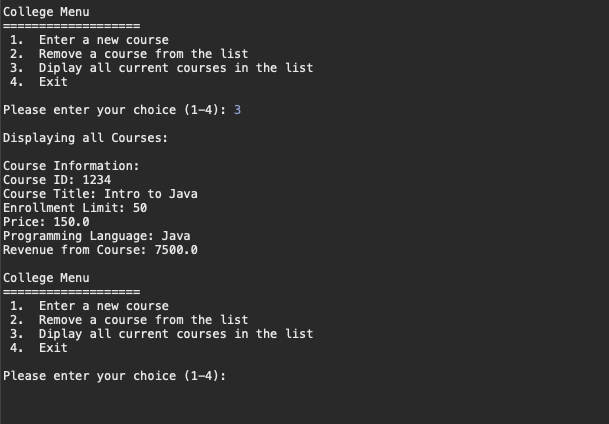 College Menu
====================
1.  Enter a new course
2.  Remove a course from the list
3.  Diplay all current courses in the list
4.  Exit
Please enter your choice (1-4): 3
Displaying all Courses:
Course Information:
Course ID: 1234
Course Title: Intro to Java
Enrollment Limit: 50
Price: 150.0
Programming Language: Java
Revenue from Course: 7500.0
College Menu
====================
1.  Enter a new course
2.  Remove a course from the list
3.  Diplay all current courses in the list
4.  Exit
Please enter your choice (1-4):